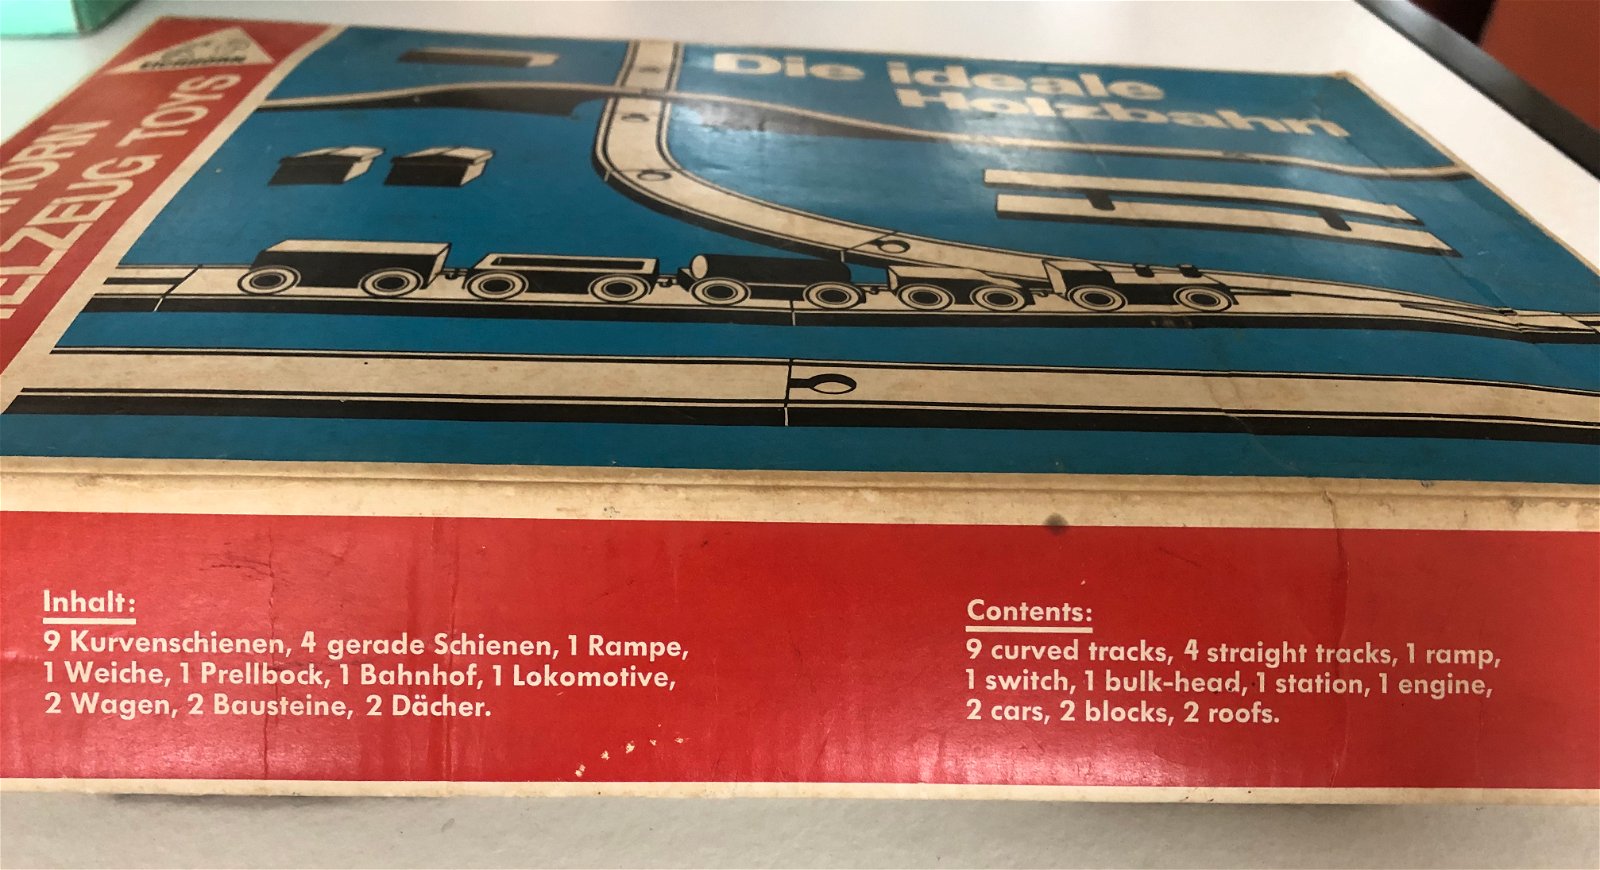 EICHHORN
TOYS
Die ideale
Holzbahn
Inhalt:
9 Kurvenschienen, 4 gerade Schienen, 1 Rampe,
1 Weiche, 1 Prellbock, 1 Bahnhof, 1 Lokomotive,
2 Wagen, 2 Bausteine, 2 Dächer.
Contents:
9 curved tracks, 4 straight tracks, 1 ramp,
1 switch, 1 bulk-head, 1 station, 1 engine,
2 cars, 2 blocks, 2 roofs.